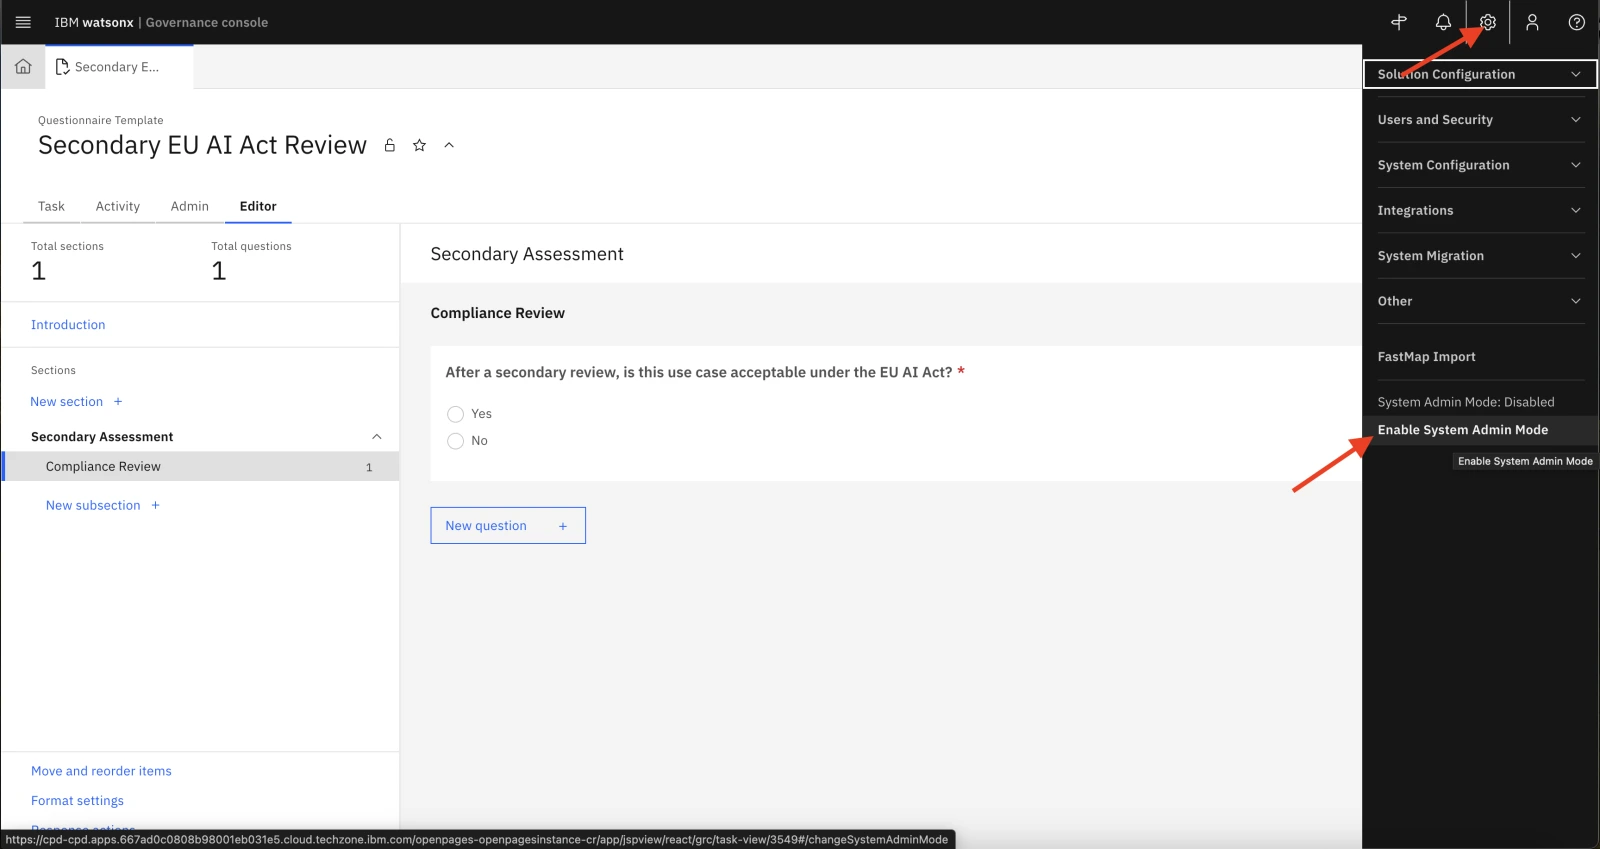 IBM watsonx | Governance console
Secondary E...
Questionnaire Template
Secondary EU AI Act Review
Task
Activity
Admin
Editor
Total sections
1
Total questions
1
Introduction
Sections
New section +
Secondary Assessment
Compliance Review 1
New subsection +
Move and reorder items
Format settings
Response actions
Secondary Assessment
Compliance Review
After a secondary review, is this use case acceptable under the EU AI Act? *
Yes
No
New question +
Solution Configuration
Users and Security
System Configuration
Integrations
System Migration
Other
FastMap Import
System Admin Mode: Disabled
Enable System Admin Mode
Enable System Admin Mode
https://cpd-cpd.apps.667ad0c0808b98001eb031e5.cloud.techzone.ibm.com/openpages-openpagesinstance-cr/app/jspview/react/grc/task-view/3549#/changeSystemAdminMode